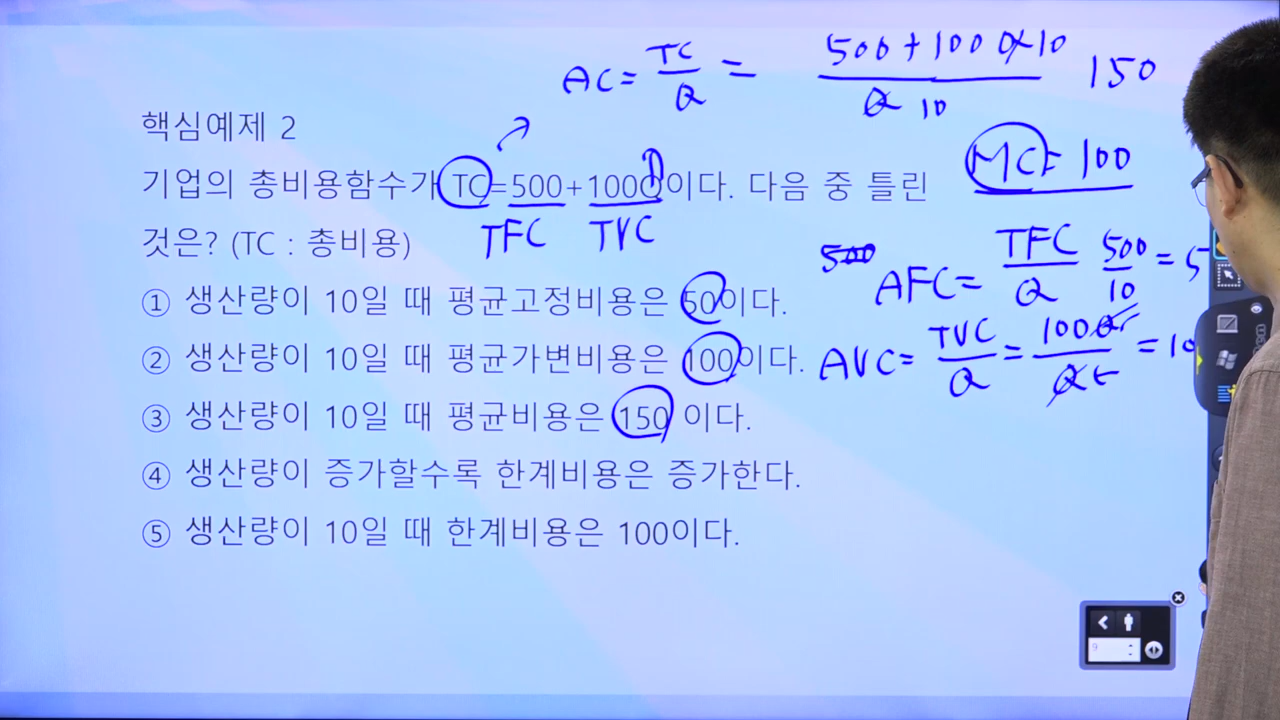 AC = TC/Q = 500+100Q 10 / Q 10 150
핵심예제 2
MC = 100
기업의 총비용함수가 TC=500+100Q이다. 다음 중 틀린
TFC TVC
것은? (TC : 총비용)
500
AFC = TFC/Q 500/10 = 5
① 생산량이 10일 때 평균고정비용은 50이다.
② 생산량이 10일 때 평균가변비용은 100이다.
AVC = TVC/Q = 100Q/Q = 10
③ 생산량이 10일 때 평균비용은 150 이다.
④ 생산량이 증가할수록 한계비용은 증가한다.
⑤ 생산량이 10일 때 한계비용은 100이다.
9